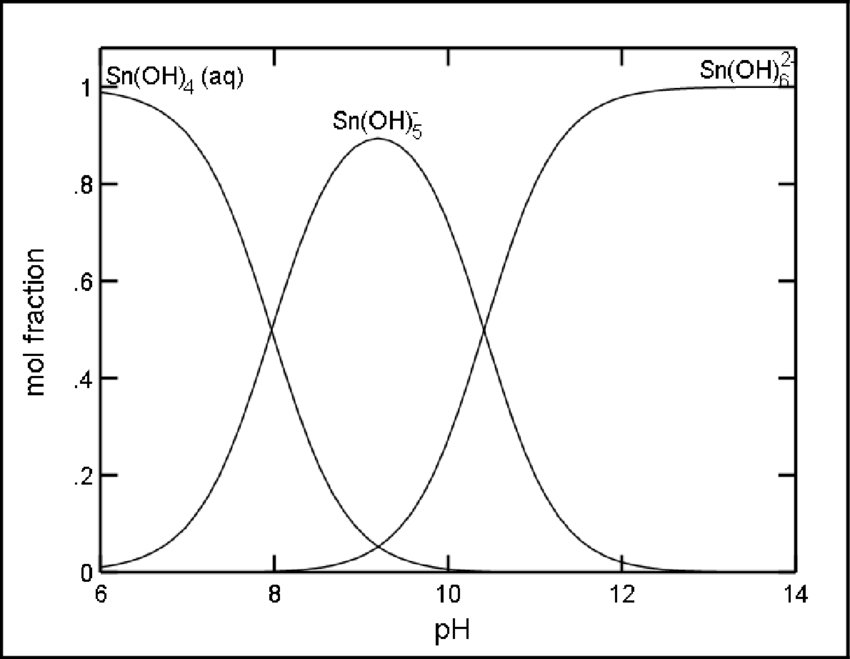 Sn(OH)₄ (aq)
Sn(OH)₅⁻
Sn(OH)₆²⁻
1
.8
.6
.4
.2
0
mol fraction
6 8 10 12 14
pH